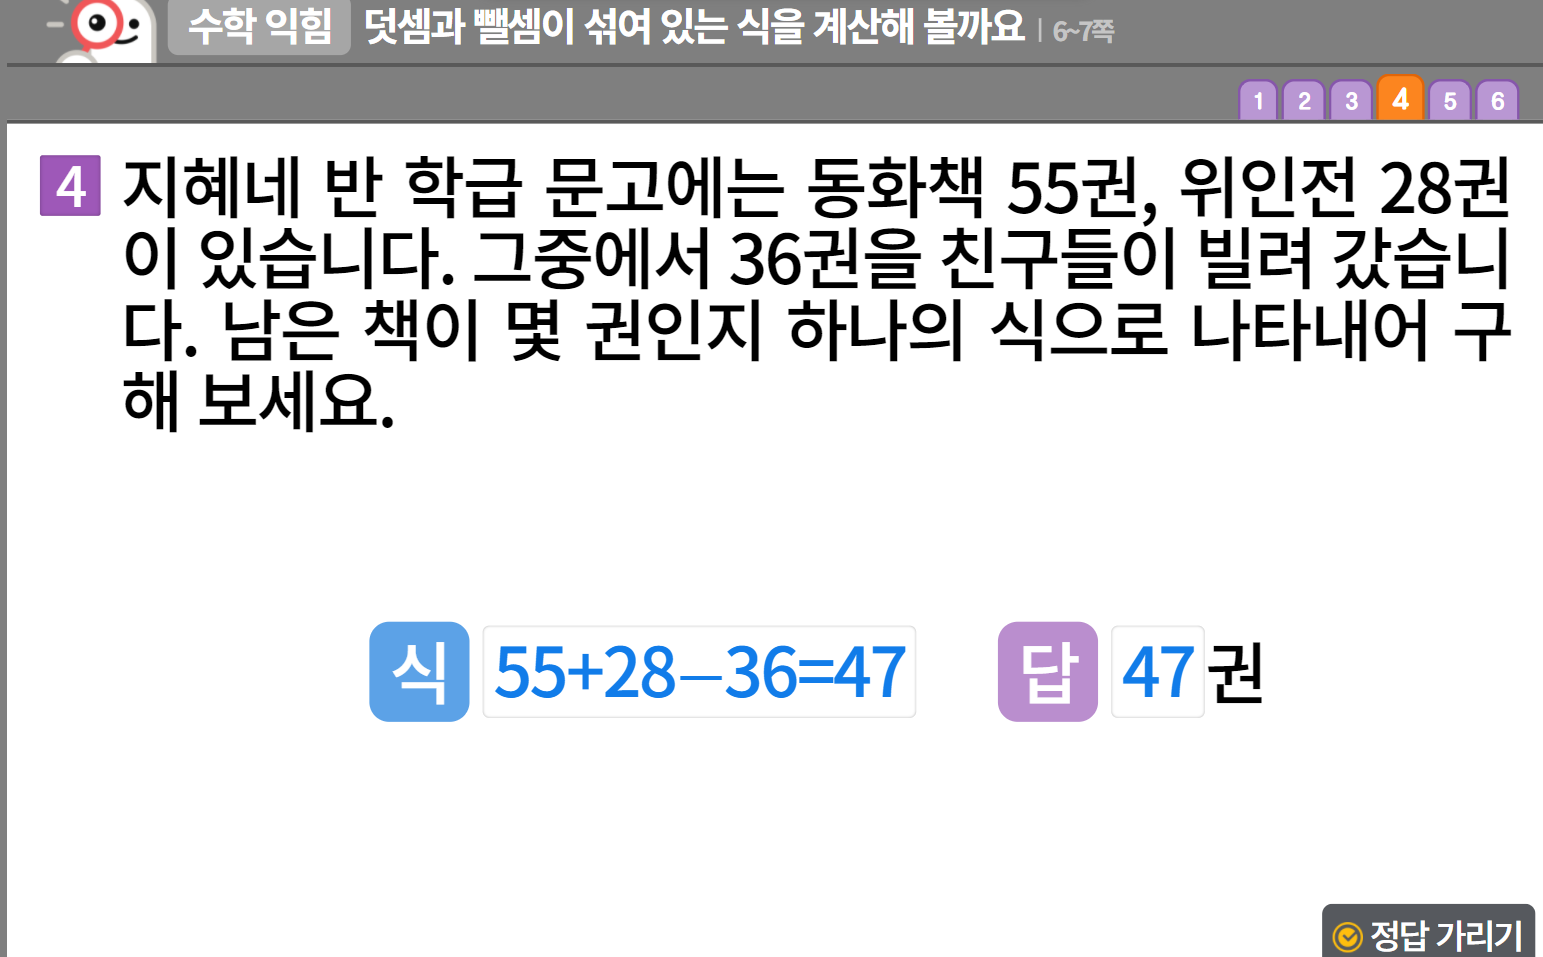 수학 익힘 덧셈과 뺄셈이 섞여 있는 식을 계산해 볼까요 | 6~7쪽
1 2 3 4 5 6
4 지혜네 반 학급 문고에는 동화책 55권, 위인전 28권
이 있습니다. 그중에서 36권을 친구들이 빌려 갔습니
다. 남은 책이 몇 권인지 하나의 식으로 나타내어 구
해 보세요.
식 55+28–36=47 답 47권
정답 가리기